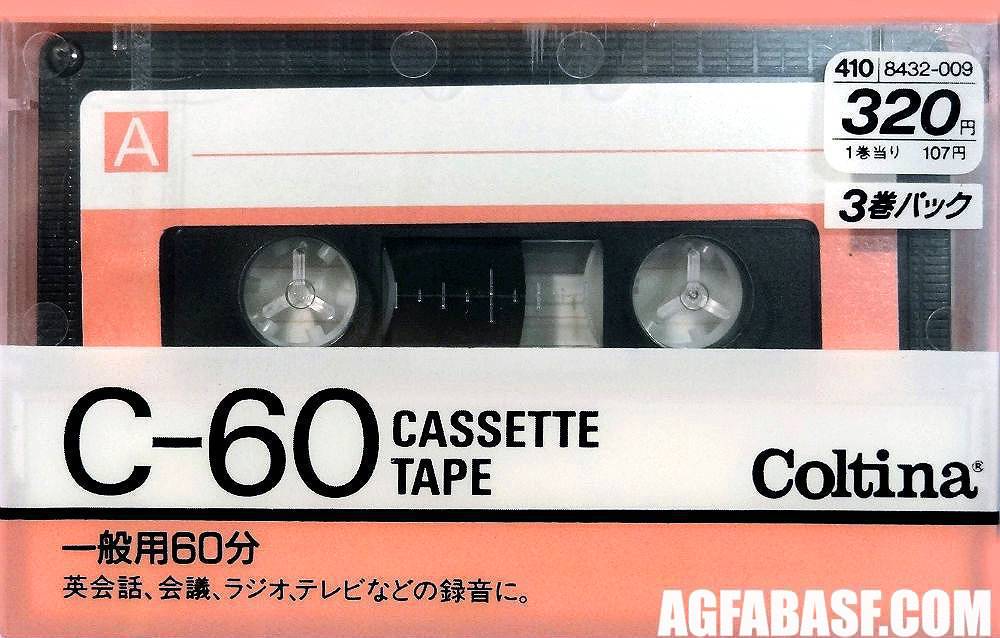 410 8432-009
320円
1巻当り 107円
3巻パック
A
C-60 CASSETTE
TAPE
Coltina®
一般用60分
英会話、会議、ラジオ、テレビなどの録音に。
AGFABASF.COM